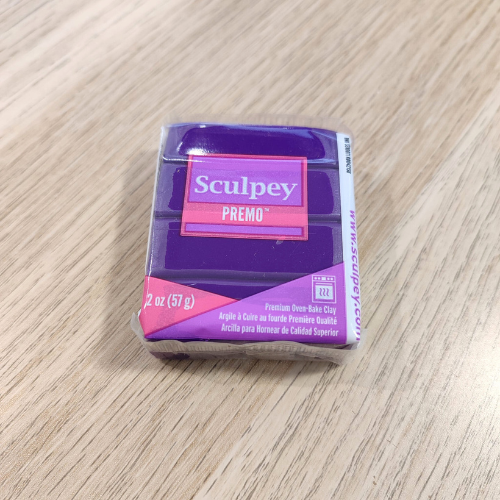 Sculpey
PREMO™
2 oz (57 g)
Premium Oven-Bake Clay
Argile à Cuire au fourde Première Qualité
Arcilla para Hornear de Calidad Superior
www.sculpey.com